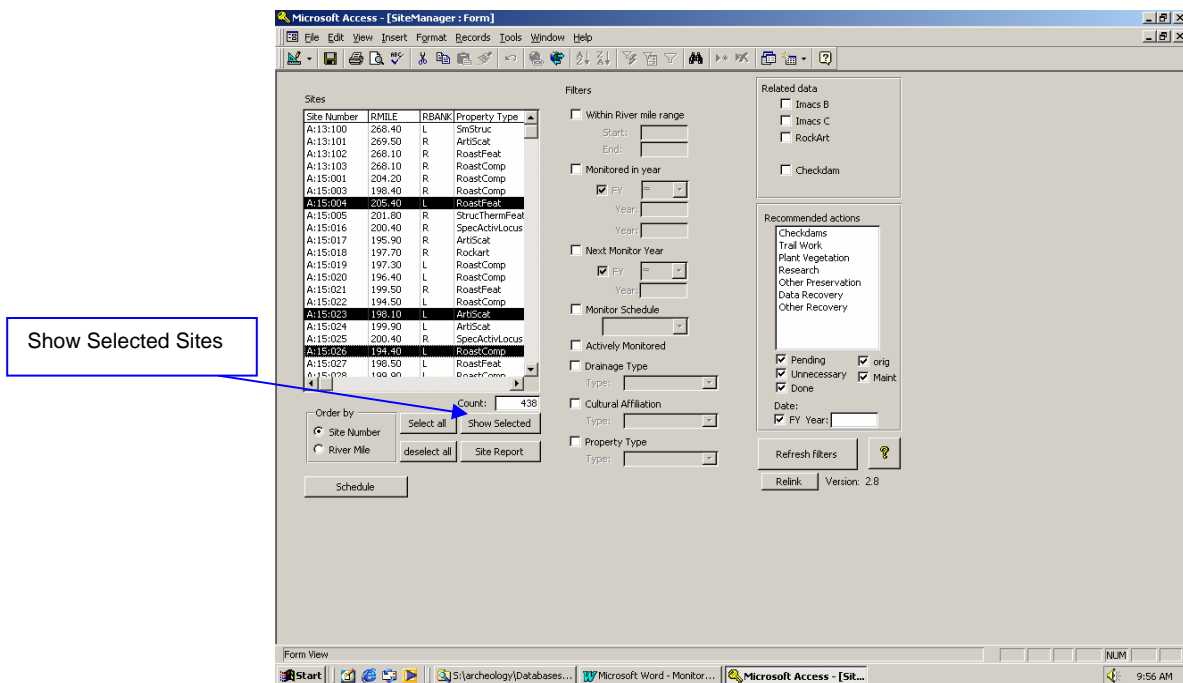 Microsoft Access - [SiteManager : Form]
File Edit View Insert Format Records Tools Window Help
Show Selected Sites
Sites
Site Number RMILE RBANK Property Type
A:13:100 268.40 L SmStruc
A:13:101 269.50 R ArtiScat
A:13:102 268.10 R RoastFeat
A:13:103 268.10 R RoastComp
A:15:001 204.20 R RoastComp
A:15:003 198.40 R RoastComp
A:15:004 205.40 L RoastFeat
A:15:005 201.80 R StrucThermFeat
A:15:016 200.40 R SpecActivLocus
A:15:017 195.90 R ArtiScat
A:15:018 197.70 R Rockart
A:15:019 197.30 L RoastComp
A:15:020 196.40 L RoastComp
A:15:021 199.50 R RoastFeat
A:15:022 194.50 L RoastComp
A:15:023 198.10 L ArtiScat
A:15:024 199.90 L ArtiScat
A:15:025 200.40 R SpecActivLocus
A:15:026 194.40 L RoastComp
A:15:027 198.50 L RoastFeat
A:15:028 199.90 L RoastComp
Count: 438
Order by
Site Number
River Mile
Select all
Show Selected
deselect all
Site Report
Schedule
Filters
Within River mile range
Start:
End:
Monitored in year
FY =
Year:
Year:
Next Monitor Year
FY =
Year:
Monitor Schedule
Actively Monitored
Drainage Type
Type:
Cultural Affiliation
Type:
Property Type
Type:
Related data
Imacs B
Imacs C
RockArt
Checkdam
Recommended actions
Checkdams
Trail Work
Plant Vegetation
Research
Other Preservation
Data Recovery
Other Recovery
Pending orig
Unnecessary Maint
Done
Date:
FY Year:
Refresh filters ?
Relink Version: 2.8
Form View NUM
Start S:\archeology\Databases... Microsoft Word - Monitor... Microsoft Access - [Sit... 9:56 AM